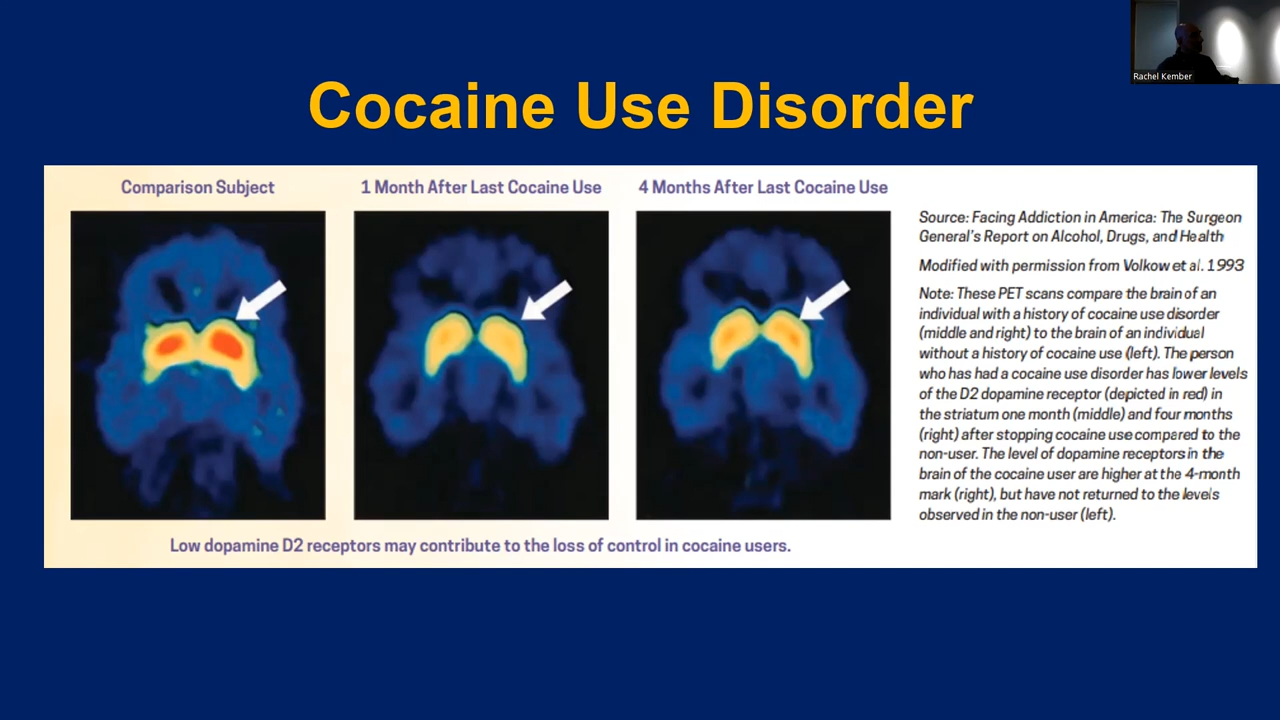 Rachel Kember
Cocaine Use Disorder
Comparison Subject
1 Month After Last Cocaine Use
4 Months After Last Cocaine Use
Source: Facing Addiction in America: The Surgeon
General's Report on Alcohol, Drugs, and Health
Modified with permission from Volkow et al. 1993
Note: These PET scans compare the brain of an
individual with a history of cocaine use disorder
(middle and right) to the brain of an individual
without a history of cocaine use (left). The person
who has had a cocaine use disorder has lower levels
of the D2 dopamine receptor (depicted in red) in
the striatum one month (middle) and four months
(right) after stopping cocaine use compared to the
non-user. The level of dopamine receptors in the
brain of the cocaine user are higher at the 4-month
mark (right), but have not returned to the levels
observed in the non-user (left).
Low dopamine D2 receptors may contribute to the loss of control in cocaine users.